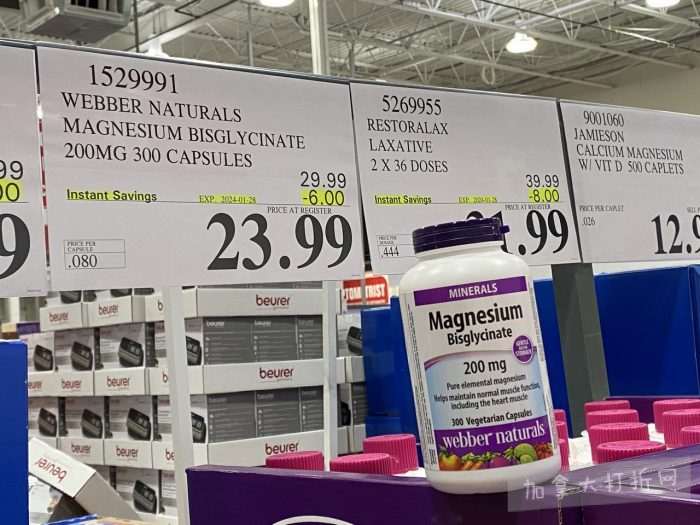 99
00
9
1529991
WEBBER NATURALS
MAGNESIUM BISGLYCINATE
200MG 300 CAPSULES
29.99
Instant Savings EXP. 2024-01-28 -6.00
PRICE AT REGISTER
PRICE PER
CAPSULE
.080
23.99
5269955
RESTORALAX
LAXATIVE
2 X 36 DOSES
39.99
Instant Savings EXP. 2024-01-28 -8.00
PRICE AT REGISTER
PRICE PER
.444
1.99
9001060
JAMIESON
CALCIUM MAGNESIUM
W/ VIT D 500 CAPLETS
PRICE PER CAPLET
.026
12.9
MINERALS
Magnesium
Bisglycinate
GENTLE
200 mg
Pure elemental magnesium
Helps maintain normal muscle function,
including the heart muscle
300 Vegetarian Capsules
webber naturals
beurer
beurer
beurer
beurer
beurer
beurer
beurer
beurer
beurer
beurer
加拿大打折网